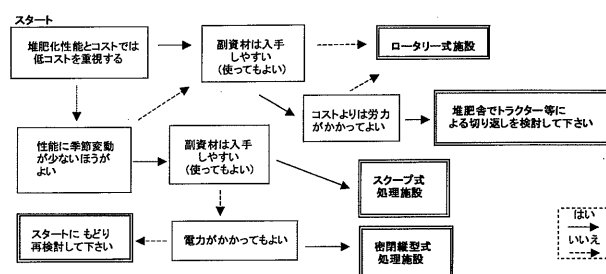 スタート
堆肥化性能とコストでは
低コストを重視する
副資材は入手
しやすい
(使ってもよい)
ロータリー式施設
コストよりは労力
がかかってよい
堆肥舎でトラクター等に
よる切り返しを検討して下さい
性能に季節変動
が少ないほうが
よい
副資材は入手
しやすい
(使ってもよい)
スクープ式
処理施設
スタートに もどり
再検討して下さい
電力がかかってもよい
密閉縦型式
処理施設
はい
いいえ